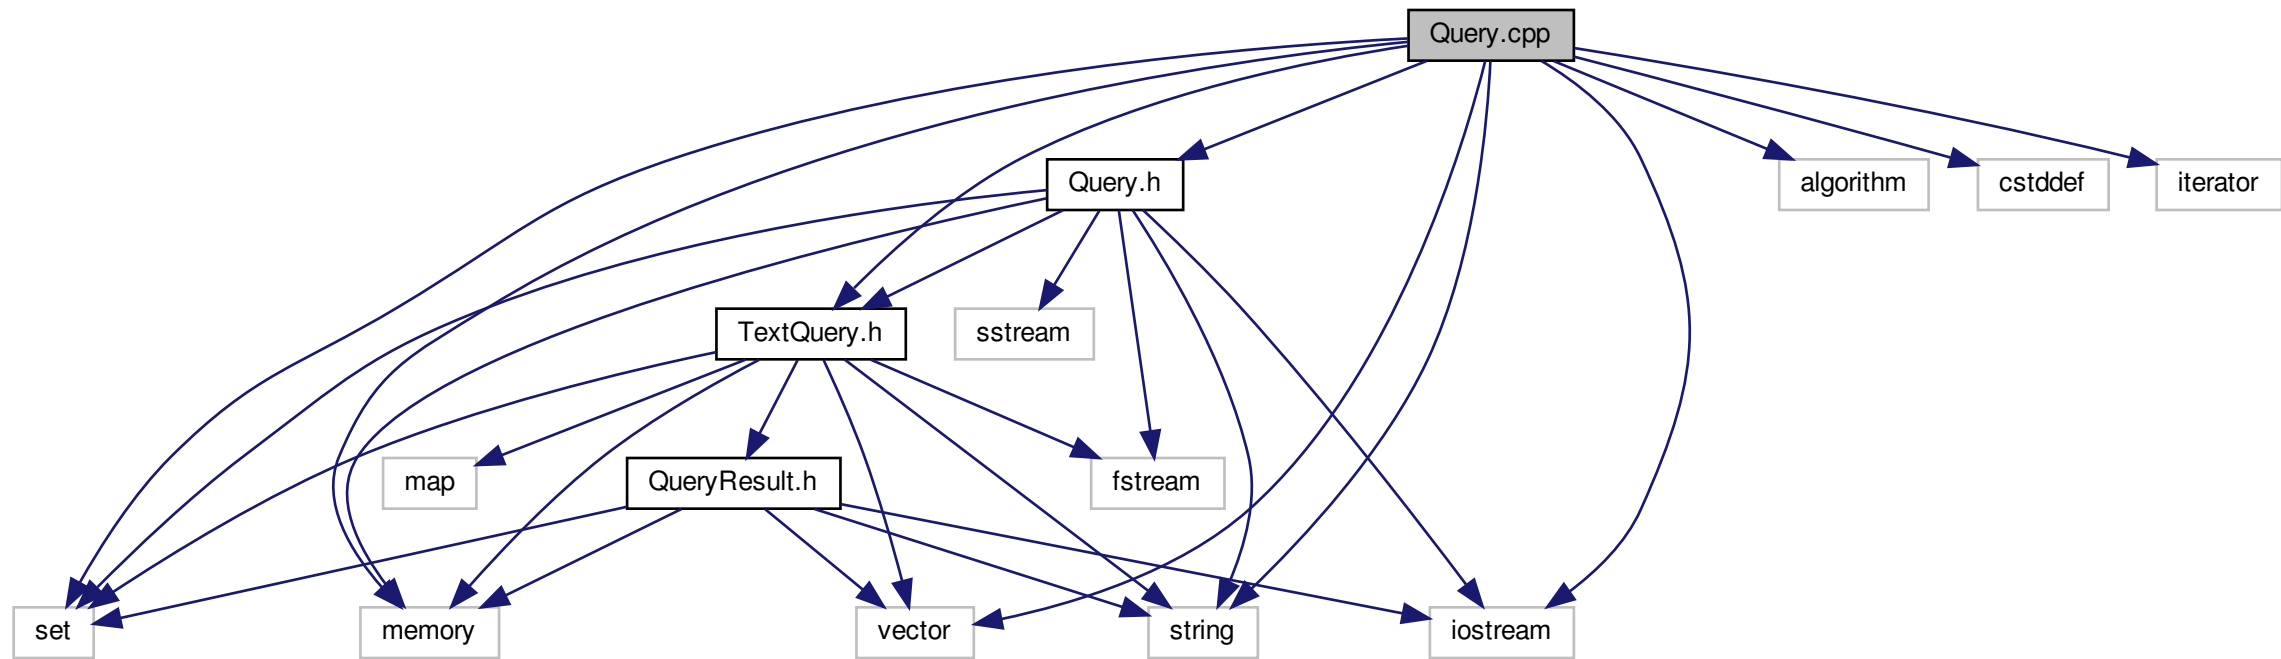 Query.cpp
Query.h
algorithm
cstddef
iterator
TextQuery.h
sstream
map
QueryResult.h
fstream
set
memory
vector
string
iostream